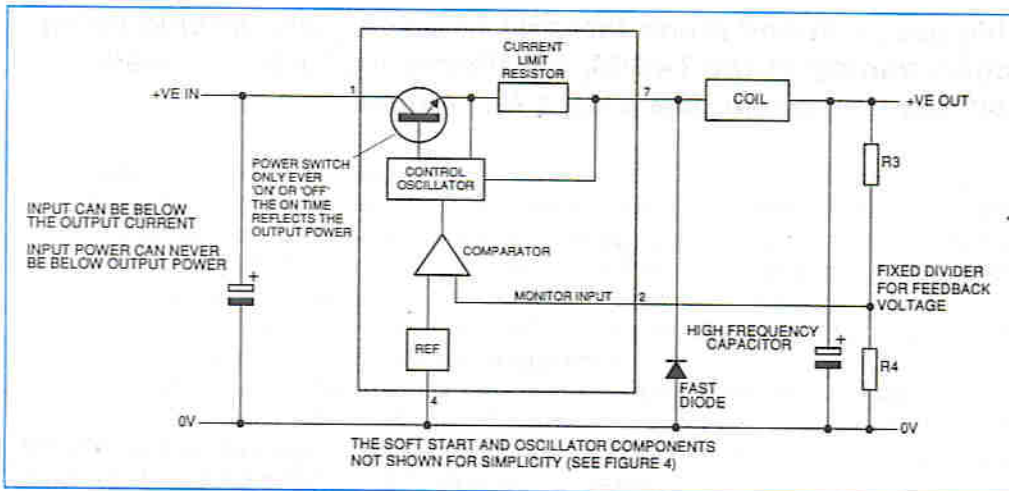 CURRENT
LIMIT
RESISTOR
+VE IN
1
7
COIL
+VE OUT
POWER SWITCH
ONLY EVER
'ON' OR 'OFF'
THE ON TIME
REFLECTS THE
OUTPUT POWER
CONTROL
OSCILLATOR
R3
INPUT CAN BE BELOW
THE OUTPUT CURRENT
INPUT POWER CAN NEVER
BE BELOW OUTPUT POWER
+
COMPARATOR
MONITOR INPUT
2
FIXED DIVIDER
FOR FEEDBACK
VOLTAGE
REF
HIGH FREQUENCY
CAPACITOR
+
R4
4
FAST
DIODE
0V
0V
THE SOFT START AND OSCILLATOR COMPONENTS
NOT SHOWN FOR SIMPLICITY (SEE FIGURE 4)